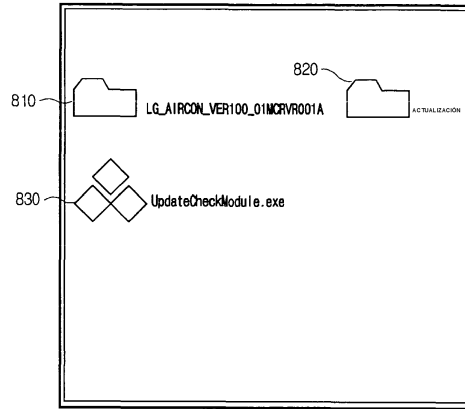 820
810 LG_AIRCON_VER100_01MCRVR001A ACTUALIZACIÓN
830 UpdateCheckModule.exe